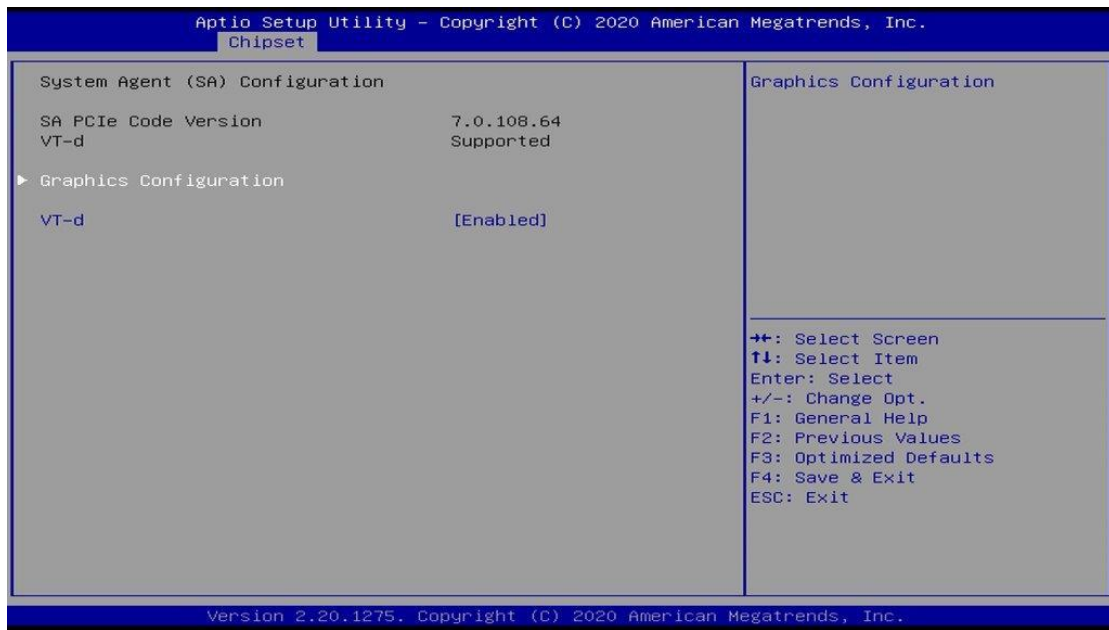 Aptio Setup Utility – Copyright (C) 2020 American Megatrends, Inc.
Chipset
System Agent (SA) Configuration
SA PCIe Code Version 7.0.108.64
VT-d Supported
► Graphics Configuration
VT-d [Enabled]
Graphics Configuration
→←: Select Screen
↑↓: Select Item
Enter: Select
+/-: Change Opt.
F1: General Help
F2: Previous Values
F3: Optimized Defaults
F4: Save & Exit
ESC: Exit
Version 2.20.1275. Copyright (C) 2020 American Megatrends, Inc.